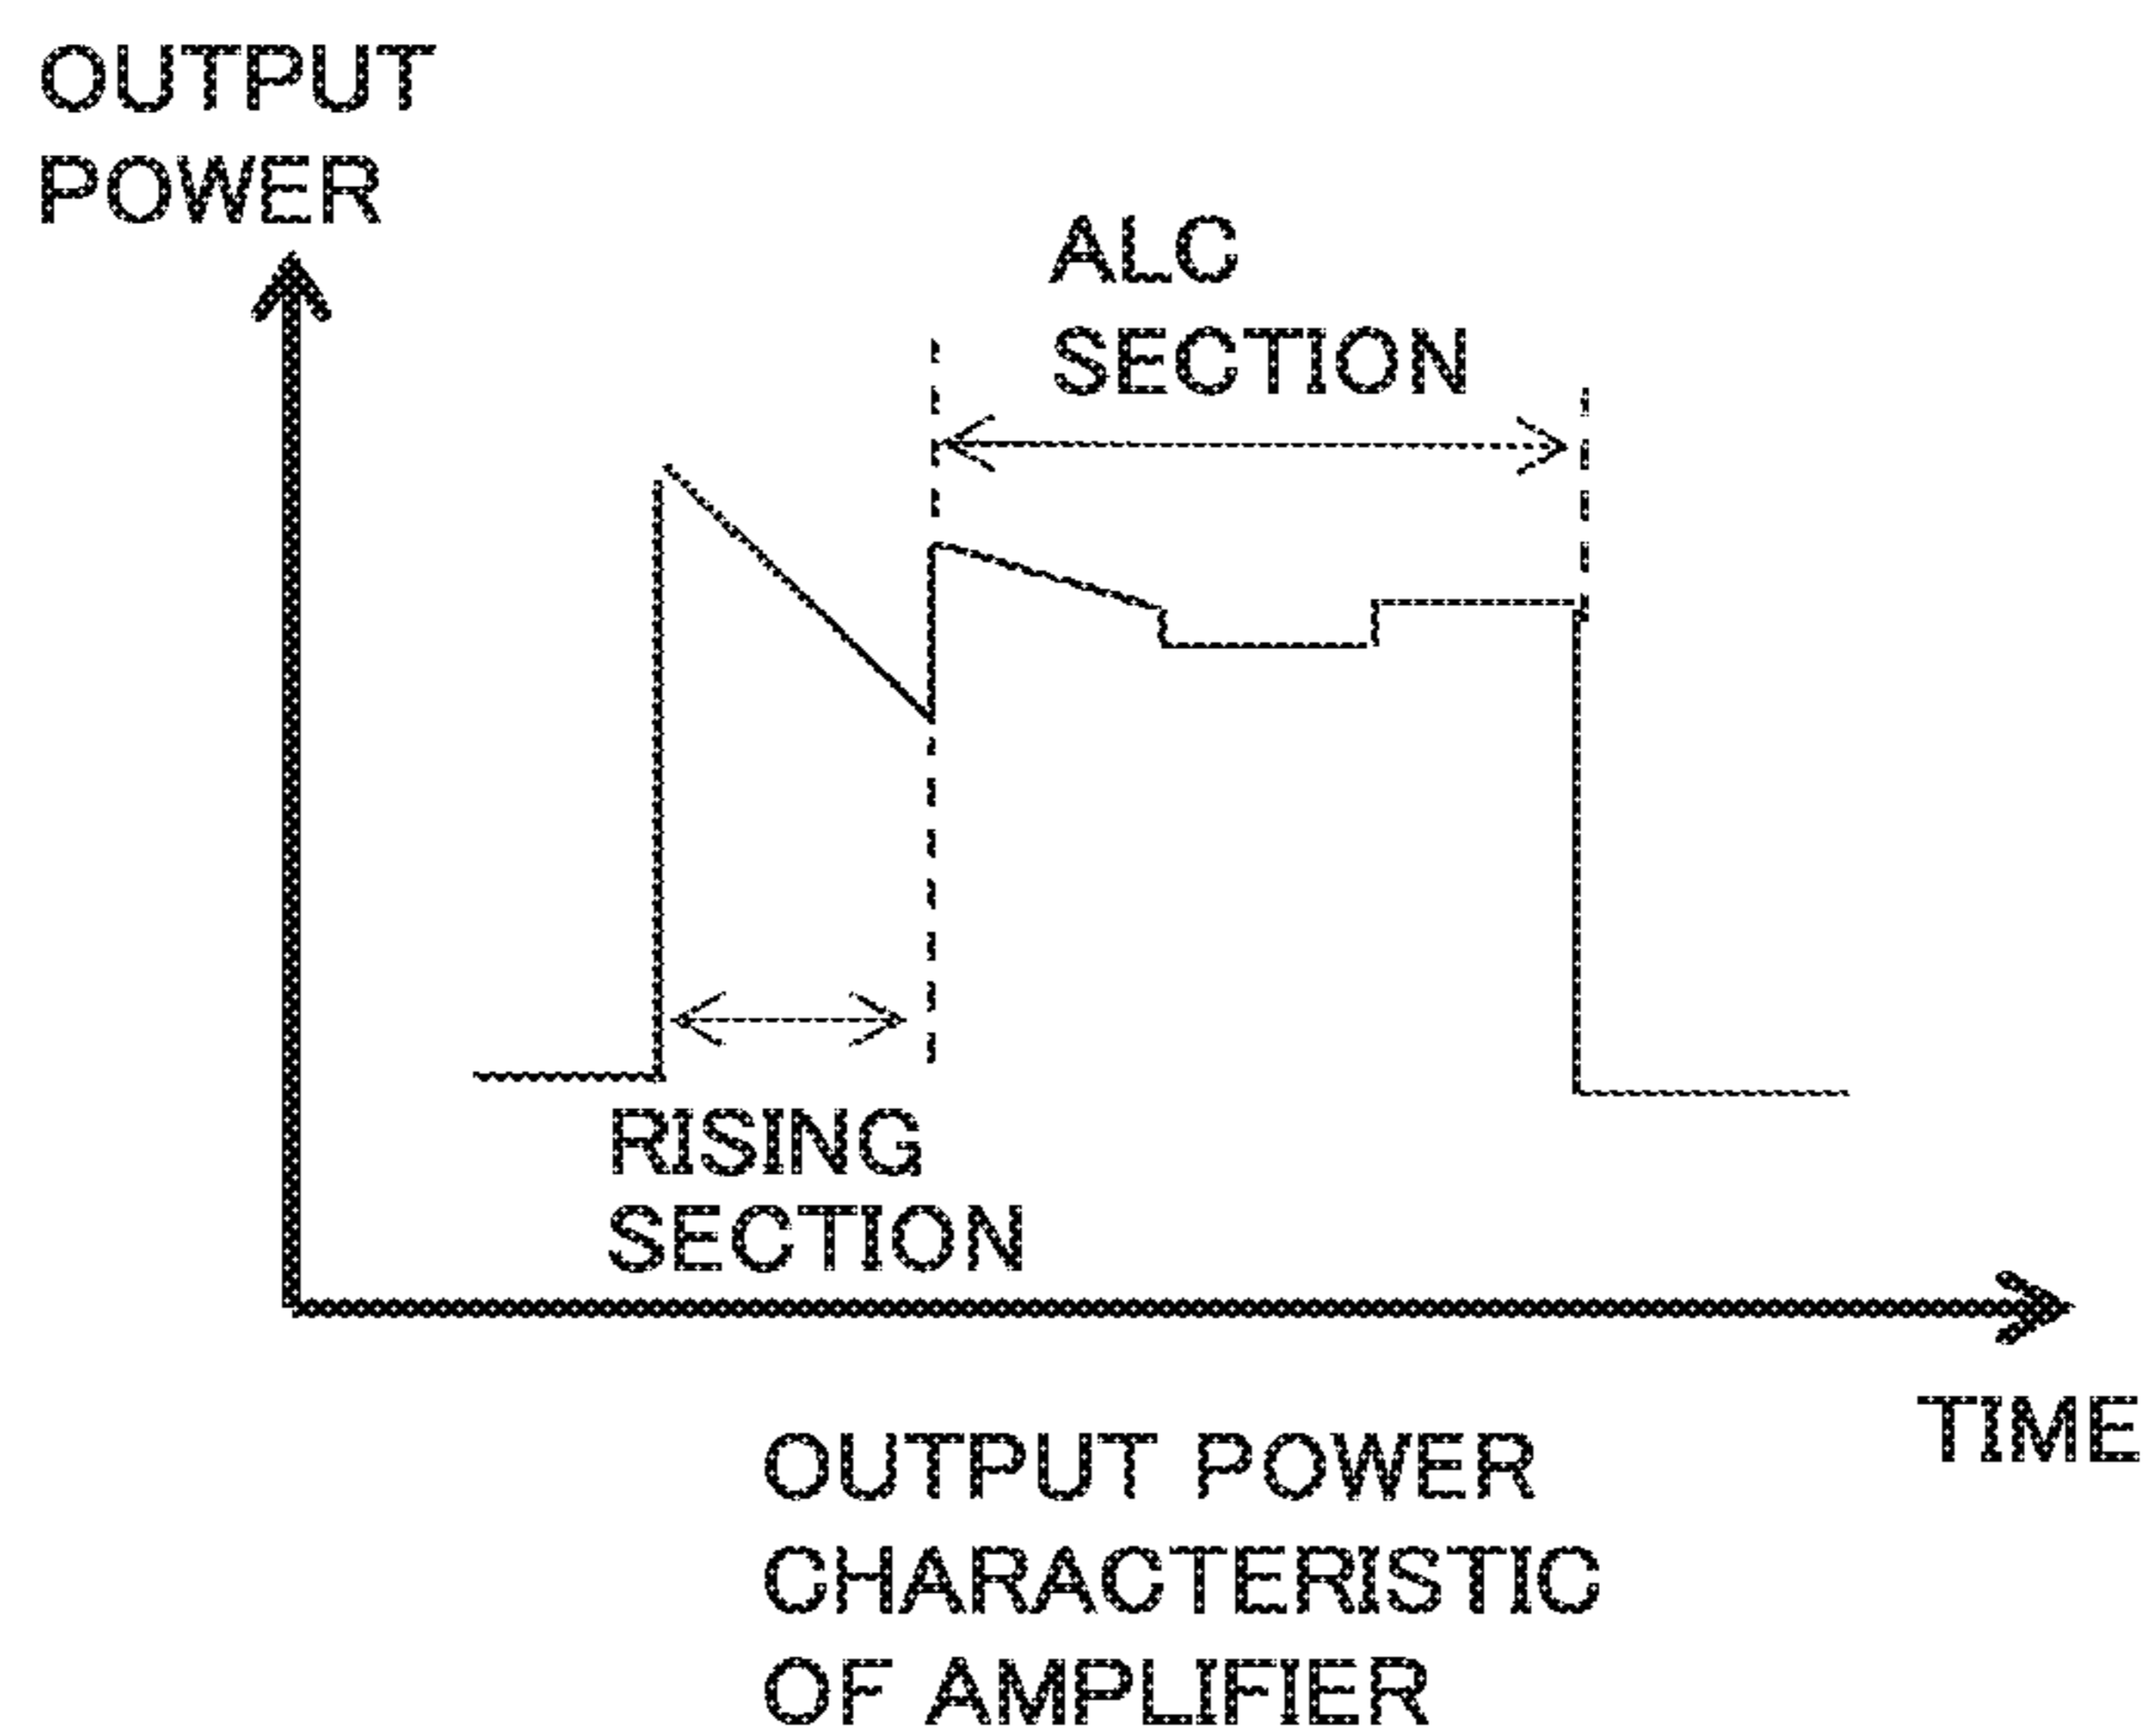 OUTPUT
POWER
ALC
SECTION
RISING
SECTION
TIME
OUTPUT POWER
CHARACTERISTIC
OF AMPLIFIER